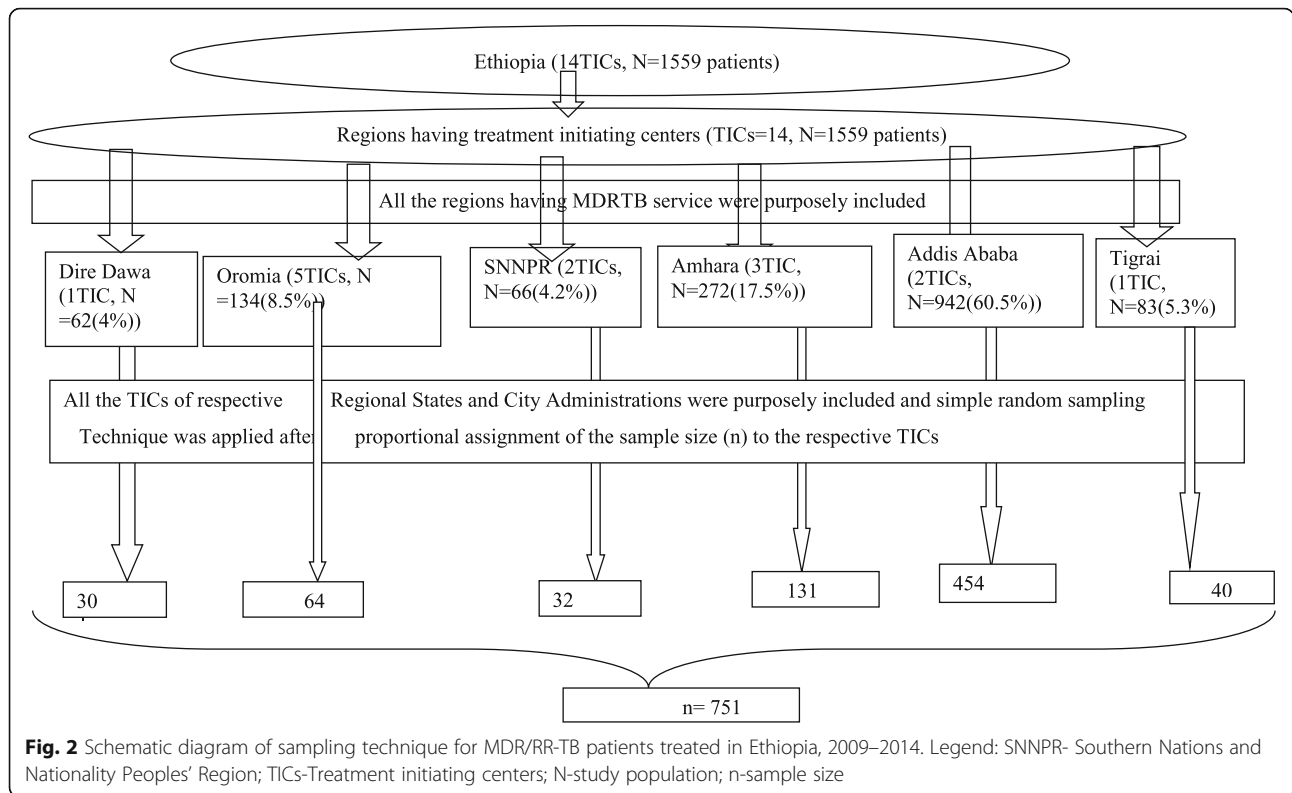 Ethiopia (14TICs, N=1559 patients)
Regions having treatment initiating centers (TICs=14, N=1559 patients)
All the regions having MDRTB service were purposely included
Dire Dawa
(1TIC, N
=62(4%))
Oromia (5TICs, N
=134(8.5%))
SNNPR (2TICs,
N=66(4.2%))
Amhara (3TIC,
N=272(17.5%))
Addis Ababa
(2TICs,
N=942(60.5%))
Tigrai
(1TIC,
N=83(5.3%)
All the TICs of respective Regional States and City Administrations were purposely included and simple random sampling
Technique was applied after proportional assignment of the sample size (n) to the respective TICs
30
64
32
131
454
40
n= 751
Fig. 2 Schematic diagram of sampling technique for MDR/RR-TB patients treated in Ethiopia, 2009–2014. Legend: SNNPR- Southern Nations and
Nationality Peoples’ Region; TICs-Treatment initiating centers; N-study population; n-sample size